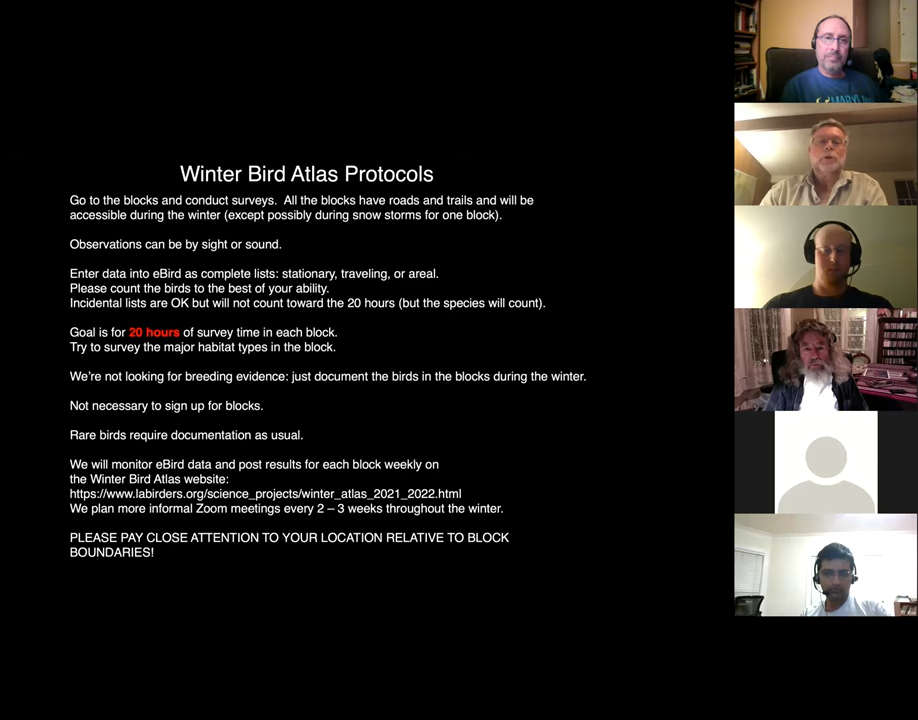 Winter Bird Atlas Protocols
Go to the blocks and conduct surveys. All the blocks have roads and trails and will be
accessible during the winter (except possibly during snow storms for one block).
Observations can be by sight or sound.
Enter data into eBird as complete lists: stationary, traveling, or areal.
Please count the birds to the best of your ability.
Incidental lists are OK but will not count toward the 20 hours (but the species will count).
Goal is for 20 hours of survey time in each block.
Try to survey the major habitat types in the block.
We're not looking for breeding evidence: just document the birds in the blocks during the winter.
Not necessary to sign up for blocks.
Rare birds require documentation as usual.
We will monitor eBird data and post results for each block weekly on
the Winter Bird Atlas website:
https://www.labirders.org/science_projects/winter_atlas_2021_2022.html
We plan more informal Zoom meetings every 2 – 3 weeks throughout the winter.
PLEASE PAY CLOSE ATTENTION TO YOUR LOCATION RELATIVE TO BLOCK
BOUNDARIES!